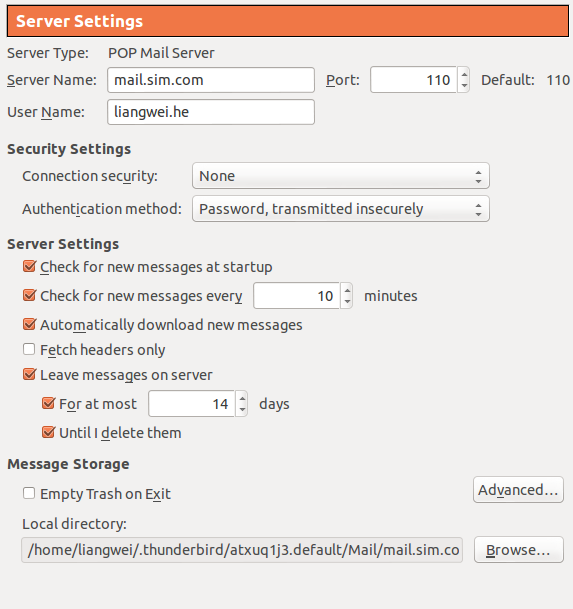 Server Settings
Server Type: POP Mail Server
Server Name: mail.sim.com Port: 110 Default: 110
User Name: liangwei.he
Security Settings
Connection security: None
Authentication method: Password, transmitted insecurely
Server Settings
Check for new messages at startup
Check for new messages every 10 minutes
Automatically download new messages
Fetch headers only
Leave messages on server
For at most 14 days
Until I delete them
Message Storage
Empty Trash on Exit Advanced...
Local directory:
/home/liangwei/.thunderbird/atxuq1j3.default/Mail/mail.sim.co Browse...